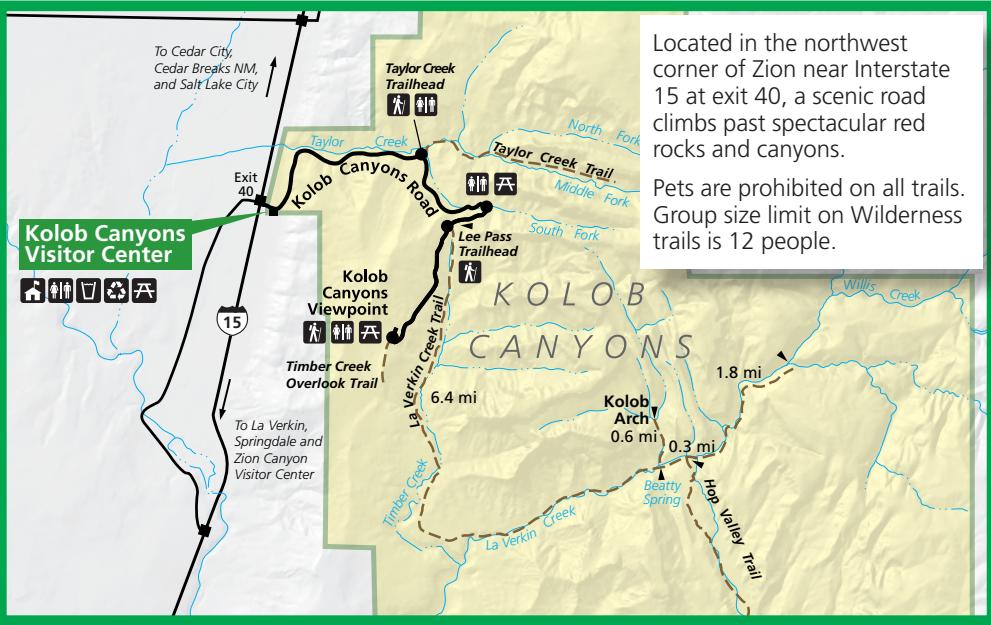 Located in the northwest
corner of Zion near Interstate
15 at exit 40, a scenic road
climbs past spectacular red
rocks and canyons.
Pets are prohibited on all trails.
Group size limit on Wilderness
trails is 12 people.
To Cedar City,
Cedar Breaks NM,
and Salt Lake City
Taylor Creek
Trailhead
Taylor Creek
North Fork
Taylor Creek Trail
Middle Fork
Exit
40
Kolob Canyons Road
South Fork
Kolob Canyons
Visitor Center
Lee Pass
Trailhead
Kolob
Canyons
Viewpoint
KOLOB
CANYONS
Willis
Creek
15
Timber Creek
Overlook Trail
La Verkin Creek Trail
6.4 mi
1.8 mi
Kolob
Arch
0.6 mi
0.3 mi
To La Verkin,
Springdale and
Zion Canyon
Visitor Center
Timber Creek
Beatty
Spring
Hop Valley Trail
La Verkin Creek